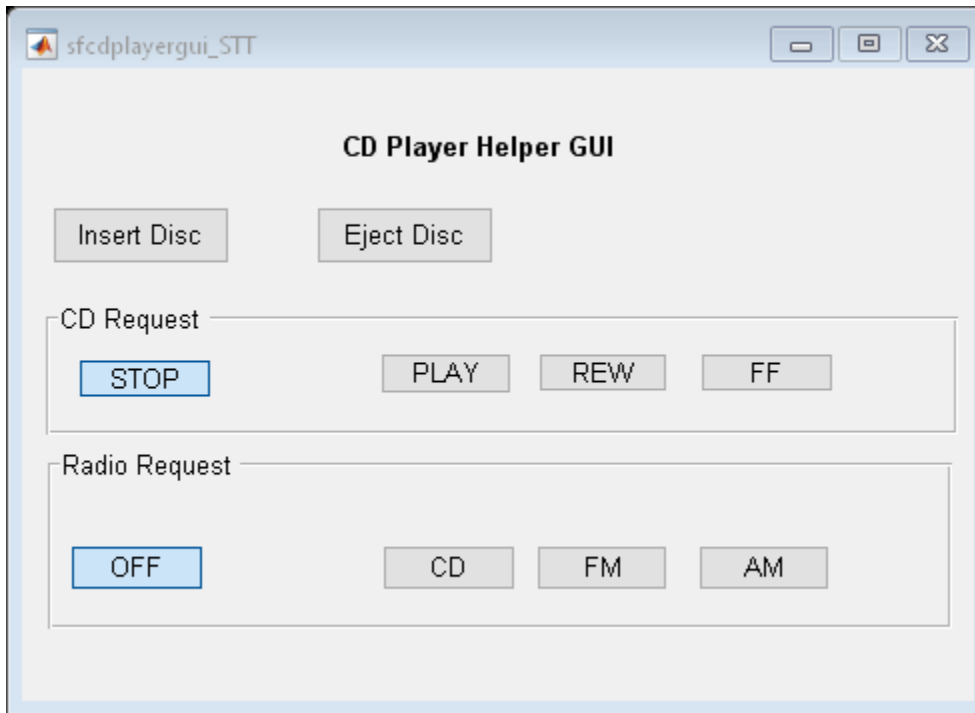 sfcdplayergui_STT
CD Player Helper GUI
Insert Disc Eject Disc
CD Request
STOP PLAY REW FF
Radio Request
OFF CD FM AM